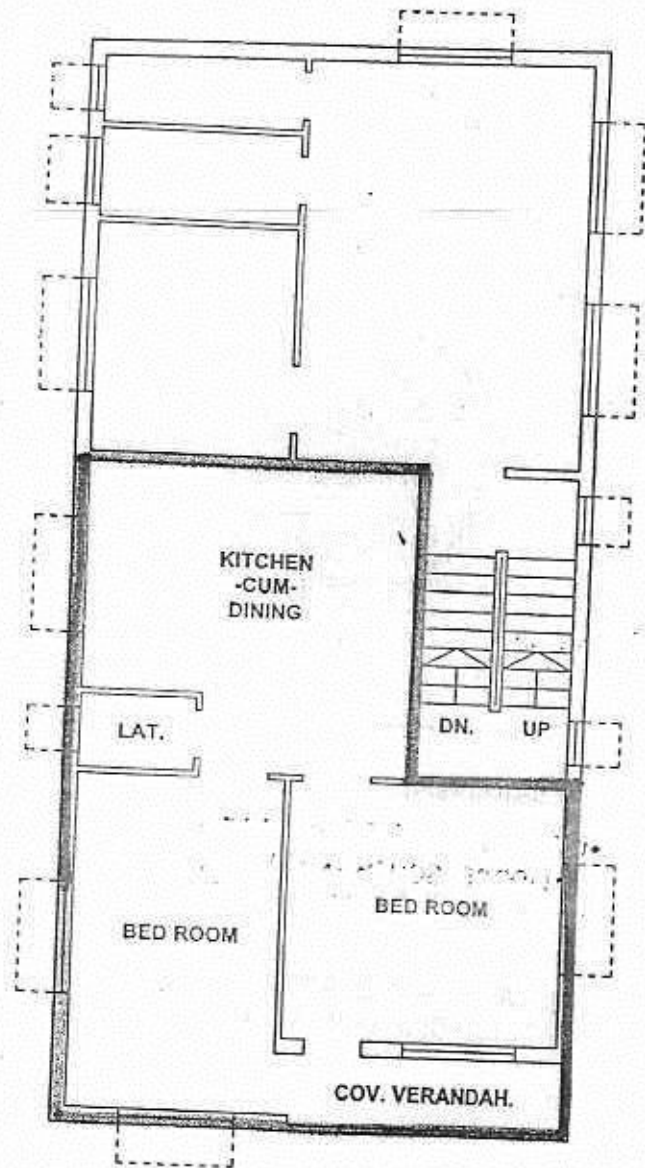 KITCHEN
-CUM-
DINING
LAT.
DN. UP
BED ROOM
BED ROOM
COV. VERANDAH.